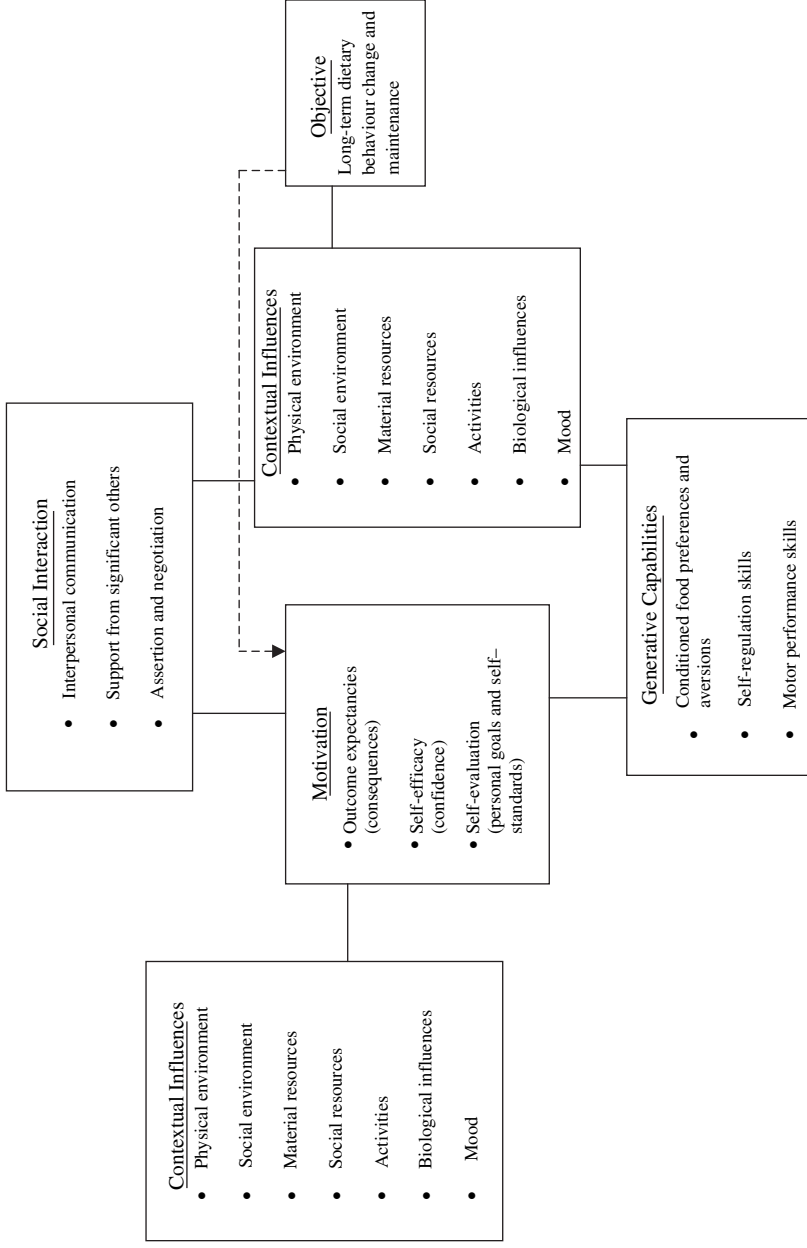 Contextual Influences
• Physical environment
• Social environment
• Material resources
• Social resources
• Activities
• Biological influences
• Mood
Social Interaction
• Interpersonal communication
• Support from significant others
• Assertion and negotiation
Motivation
• Outcome expectancies
(consequences)
• Self-efficacy
(confidence)
• Self-evaluation
(personal goals and self–
standards)
Generative Capabilities
• Conditioned food preferences and
aversions
• Self-regulation skills
• Motor performance skills
Contextual Influences
• Physical environment
• Social environment
• Material resources
• Social resources
• Activities
• Biological influences
• Mood
Objective
Long-term dietary
behaviour change and
maintenance